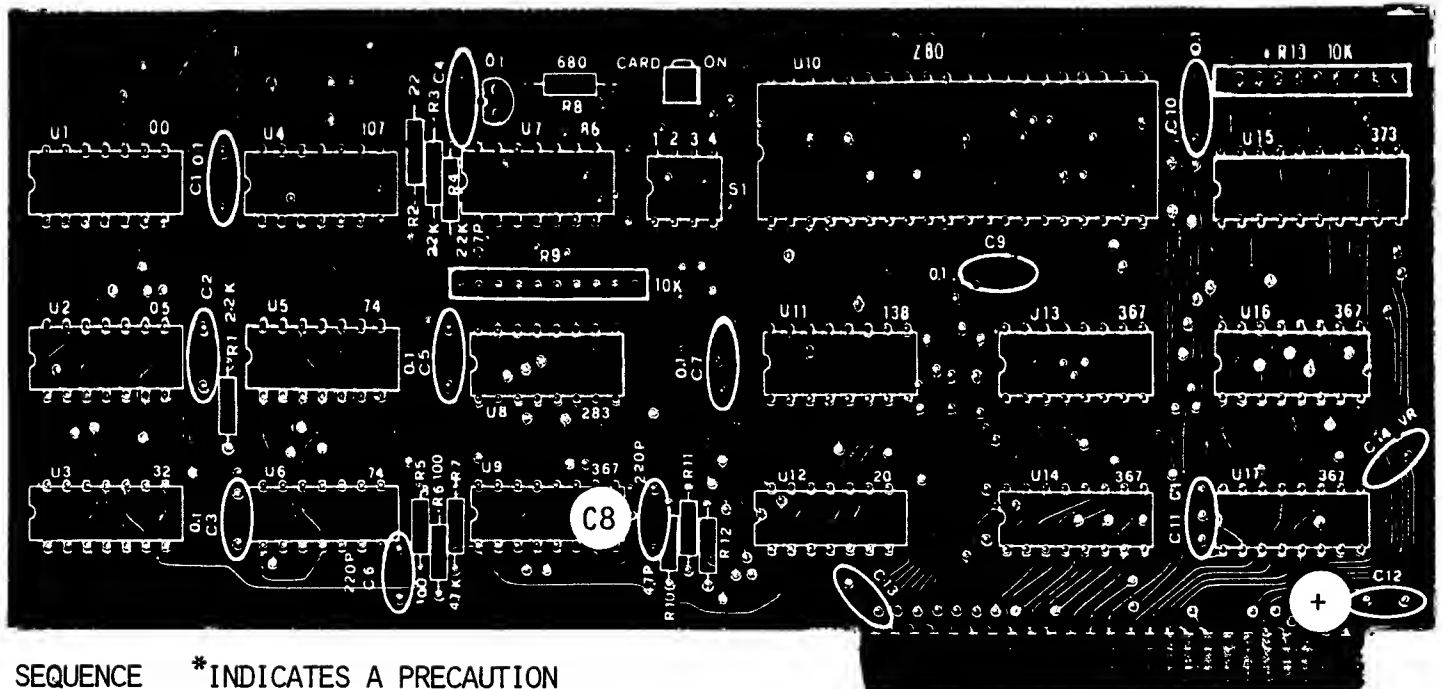 680 CARD ON U10 Z80 0.1 R13 10K
22 R3 C4 Q1 R8 C10
U1 00 U4 107 U7 86 1 2 3 4 U15 373
C1 0.1 R4 S1
*R2 22K 22K C9
R9 10K 0.1
C2 2.2K
U2 05 *R1 U5 74 0.1 C5 0.1 C7 U11 138 U13 367 U16 367
U8 283 C14 VR
U3 32 U6 74 R5 R6 100 R7 U9 367 220P *R11 U12 20 U14 367 U17 367
0.1 C3 C8 R12 C11
220P C6 100 47K 47P R10 C13 + C12
SEQUENCE *INDICATES A PRECAUTION